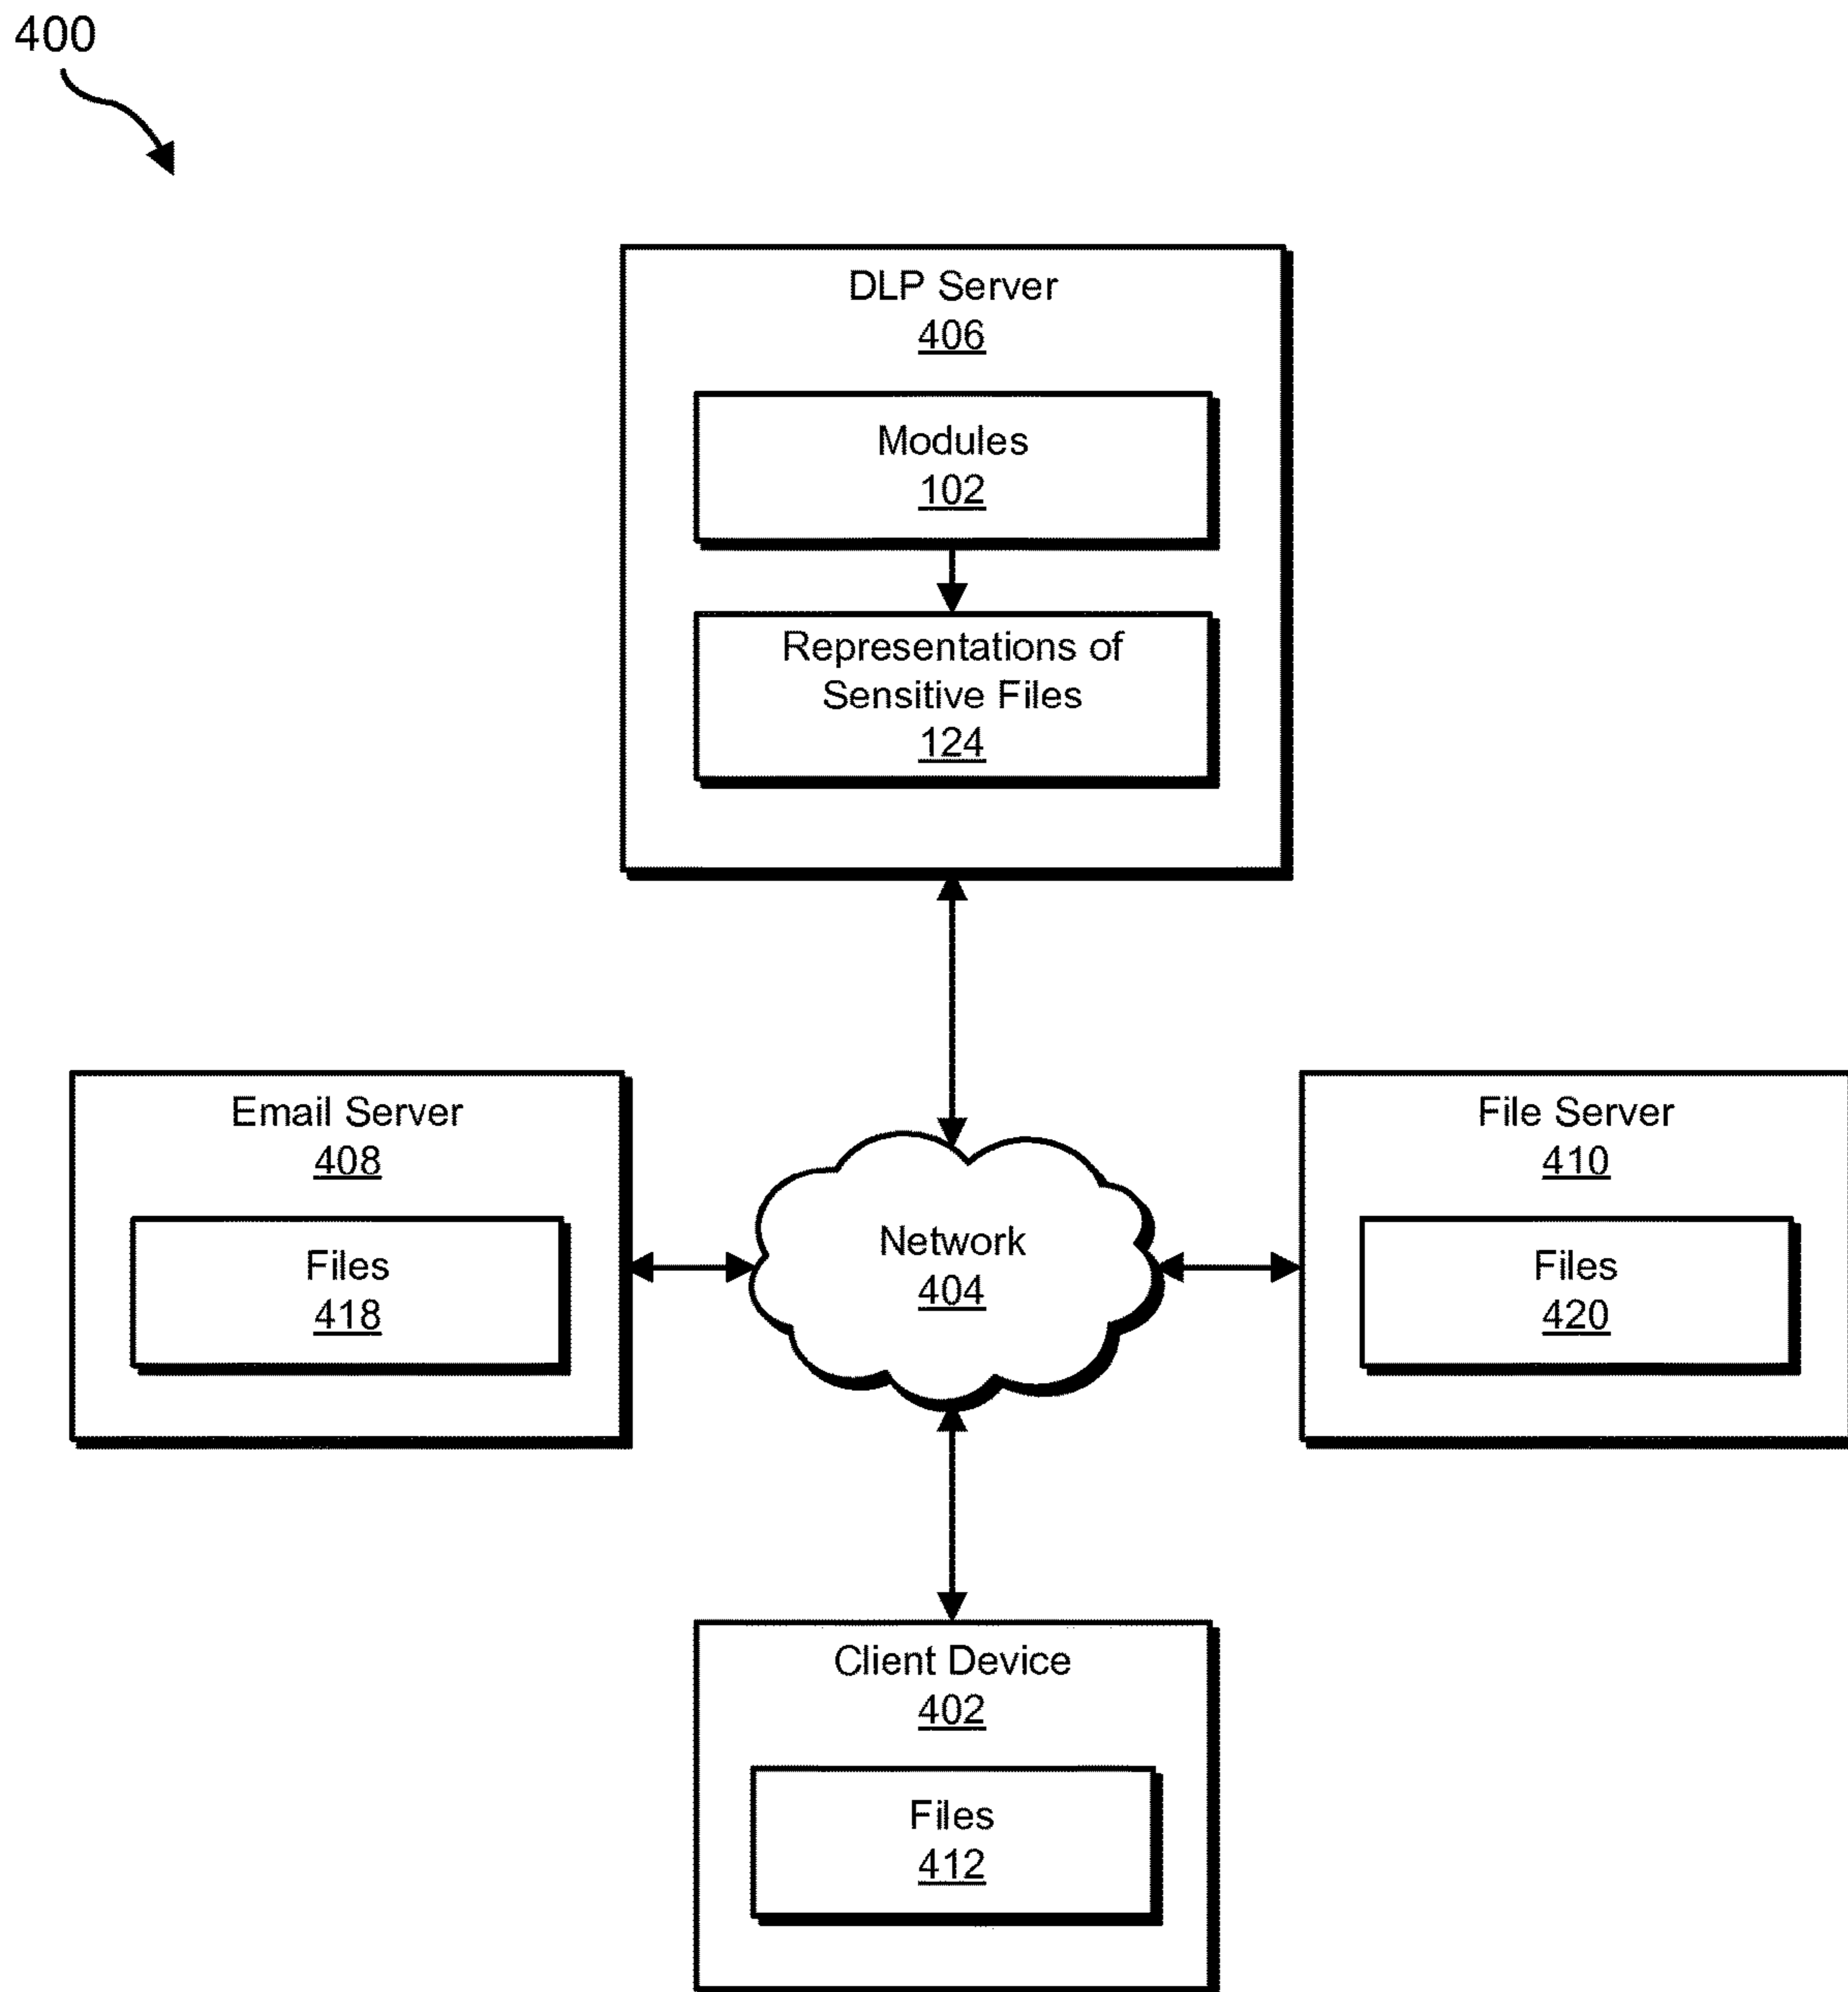 400
DLP Server
406
Modules
102
Representations of
Sensitive Files
124
Email Server
408
Files
418
Network
404
File Server
410
Files
420
Client Device
402
Files
412